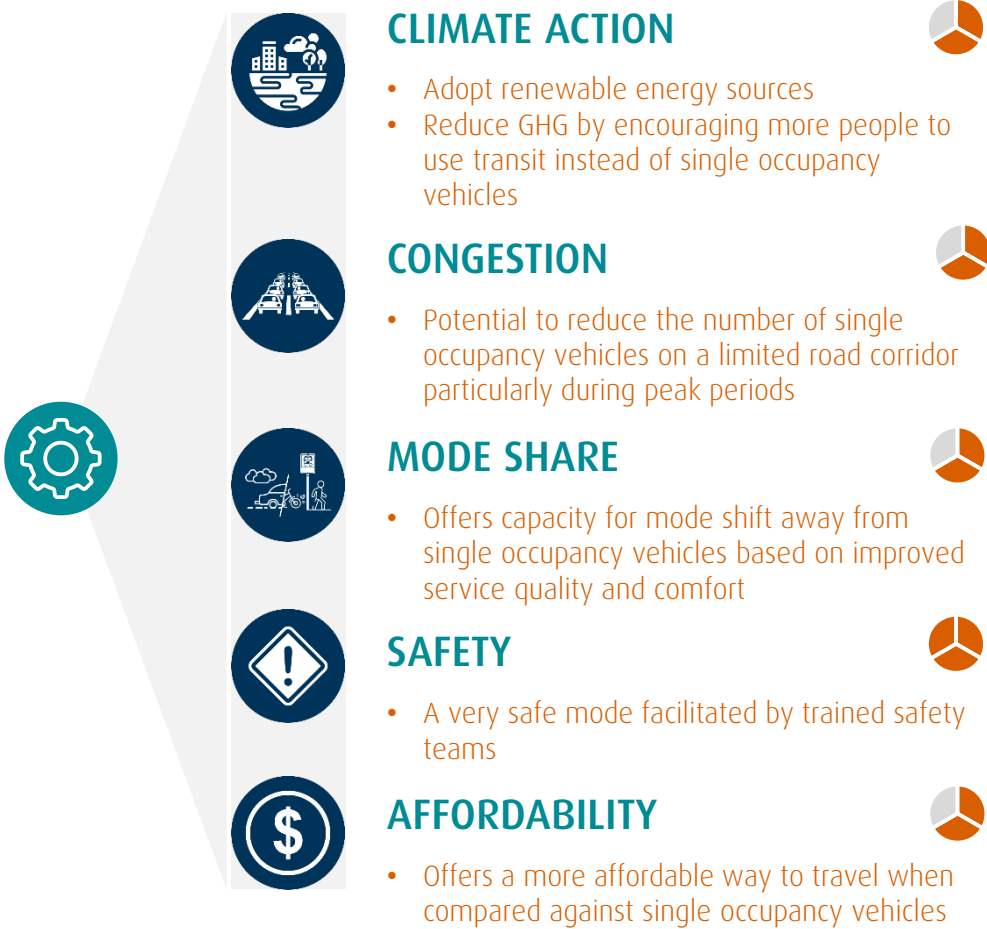 CLIMATE ACTION
• Adopt renewable energy sources
• Reduce GHG by encouraging more people to
use transit instead of single occupancy
vehicles
CONGESTION
• Potential to reduce the number of single
occupancy vehicles on a limited road corridor
particularly during peak periods
MODE SHARE
• Offers capacity for mode shift away from
single occupancy vehicles based on improved
service quality and comfort
SAFETY
• A very safe mode facilitated by trained safety
teams
AFFORDABILITY
• Offers a more affordable way to travel when
compared against single occupancy vehicles